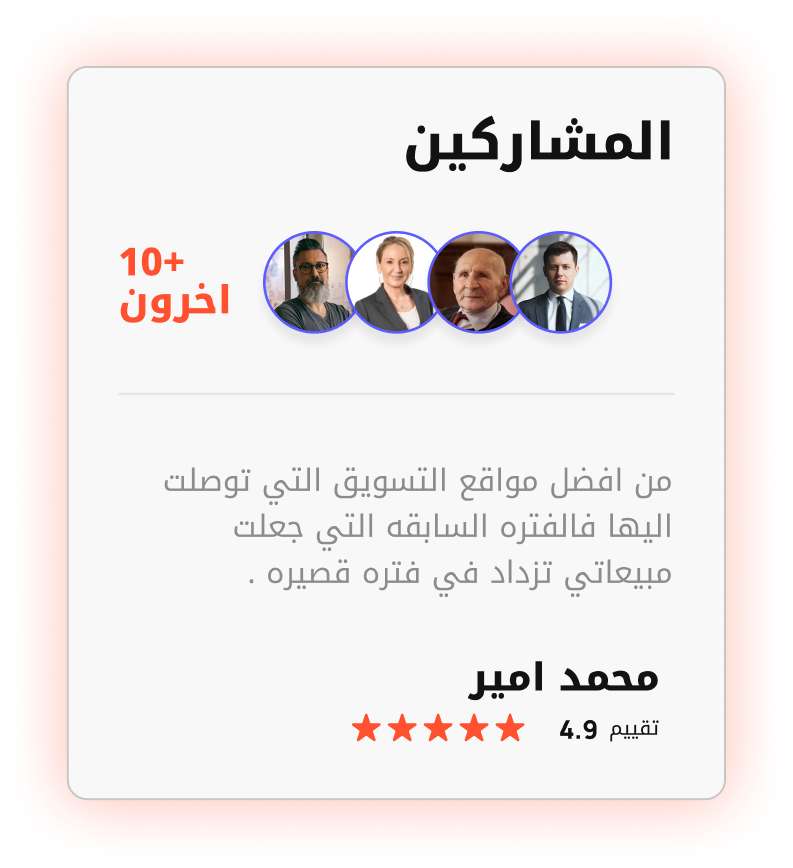 المشاركين
10+
اخرون
من افضل مواقع التسويق التي توصلت
اليها فالفتره السابقه التي جعلت
مبيعاتي تزداد في فتره قصيره .
محمد امير
تقييم 4.9